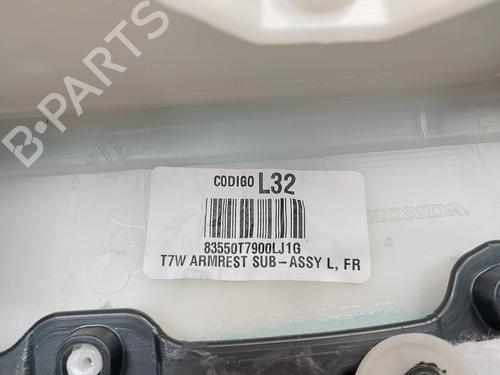 B-PARTS
CODIGO L32
83550T7900LJ1G
T7W ARMREST SUB-ASSY L, FR
HONDA